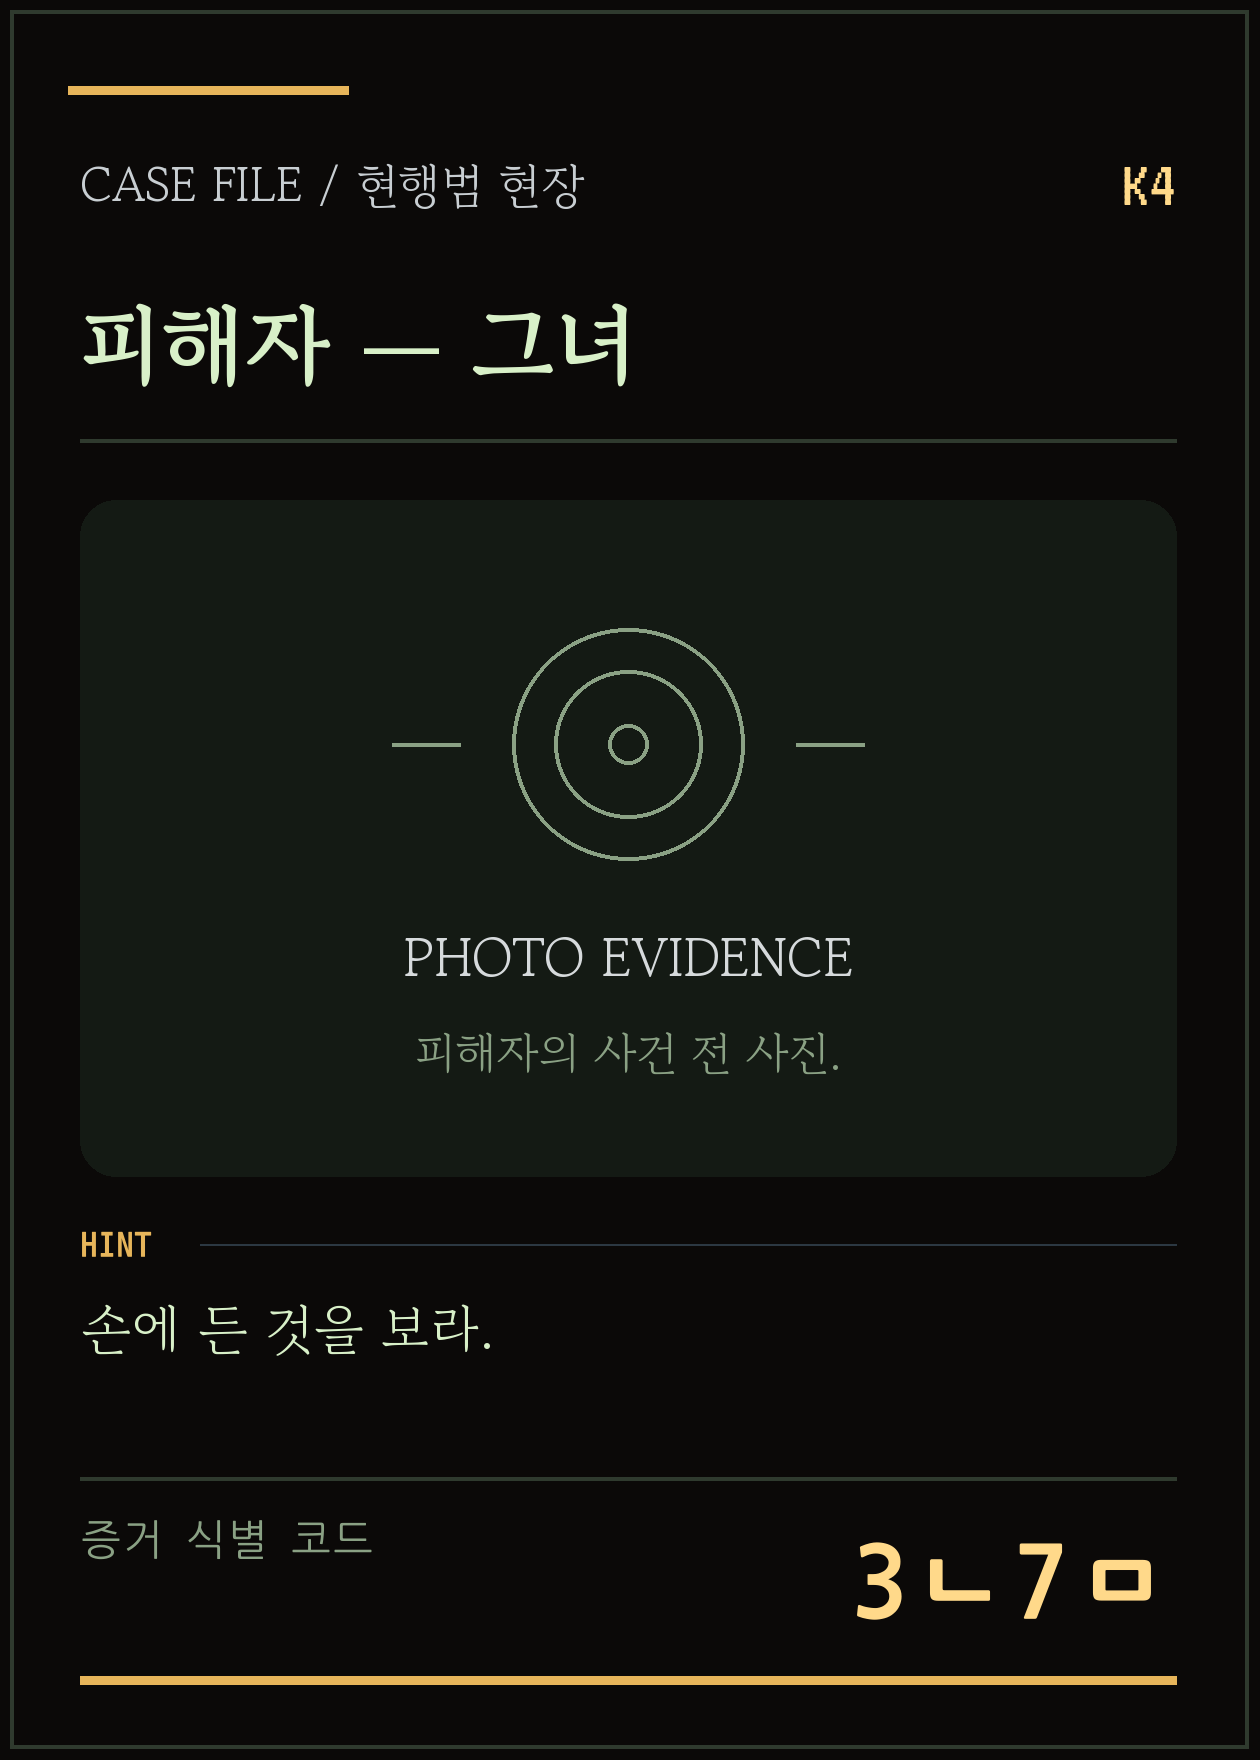 CASE FILE / 현행범 현장
K4
피해자 — 그녀
PHOTO EVIDENCE
피해자의 사건 전 사진.
HINT
손에 든 것을 보라.
증거 식별 코드
3ㄴ7ㅁ